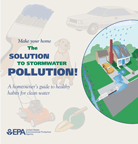 Make your home
The
SOLUTION
TO STORMWATER
POLLUTION!
A homeowner's guide to healthy
habits for clean water
EPA